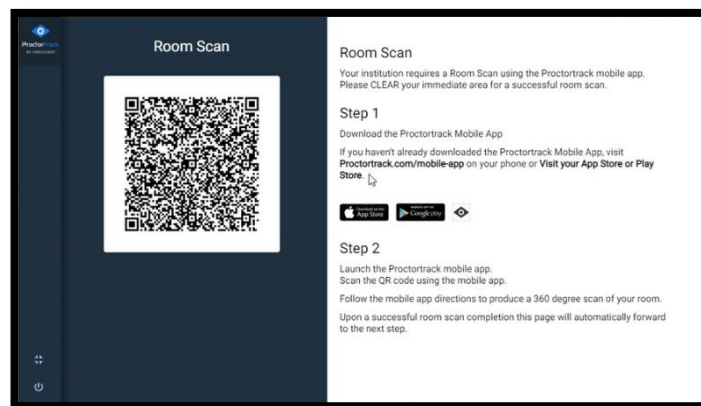 Proctortrack
Room Scan
Room Scan
Your institution requires a Room Scan using the Proctortrack mobile app.
Please CLEAR your immediate area for a successful room scan.
Step 1
Download the Proctortrack Mobile App
If you haven't already downloaded the Proctortrack Mobile App, visit
Proctortrack.com/mobile-app on your phone or Visit your App Store or Play
Store.
Download on the
App Store
Google play
Step 2
Launch the Proctortrack mobile app.
Scan the QR code using the mobile app.
Follow the mobile app directions to produce a 360 degree scan of your room.
Upon a successful room scan completion this page will automatically forward
to the next step.